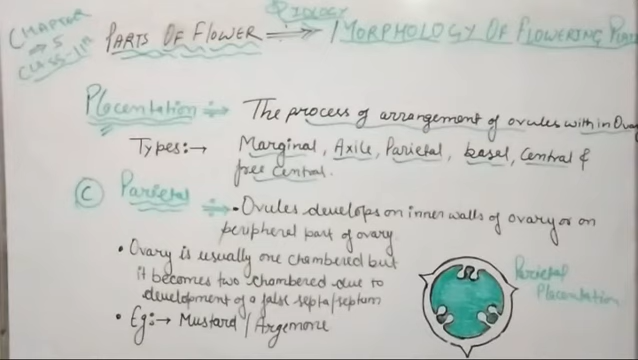 BIOLOGY
CHAPTER → 5
CLASS-11th
PARTS OF FLOWER ⇒ / MORPHOLOGY OF FLOWERING
Placentation ÷⇒ The process of arrangement of ovules within
Types:→ Marginal, Axile, Parietal, basal, Central &
free Central.
Ⓒ Parietal ÷⇒ • Ovules develops on inner walls of ovary or on
peripheral part of ovary.
• Ovary is usually one chambered but
it becomes two chambered due to
development of a false septa/septum
• Eg:→ Mustard / Argemone
Parietal
Placentation